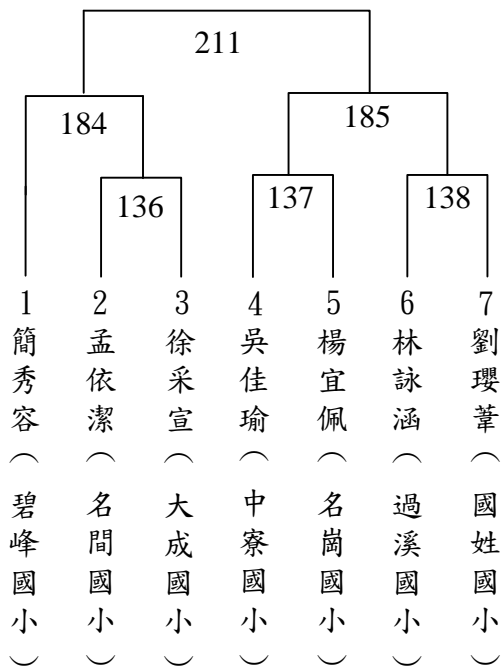 211
184
185
136
137
138
1簡秀容（碧峰國小）
2孟依潔（名間國小）
3徐采宣（大成國小）
4吳佳瑜（中寮國小）
5楊宜佩（名崗國小）
6林詠涵（過溪國小）
7劉瓔葦（國姓國小）